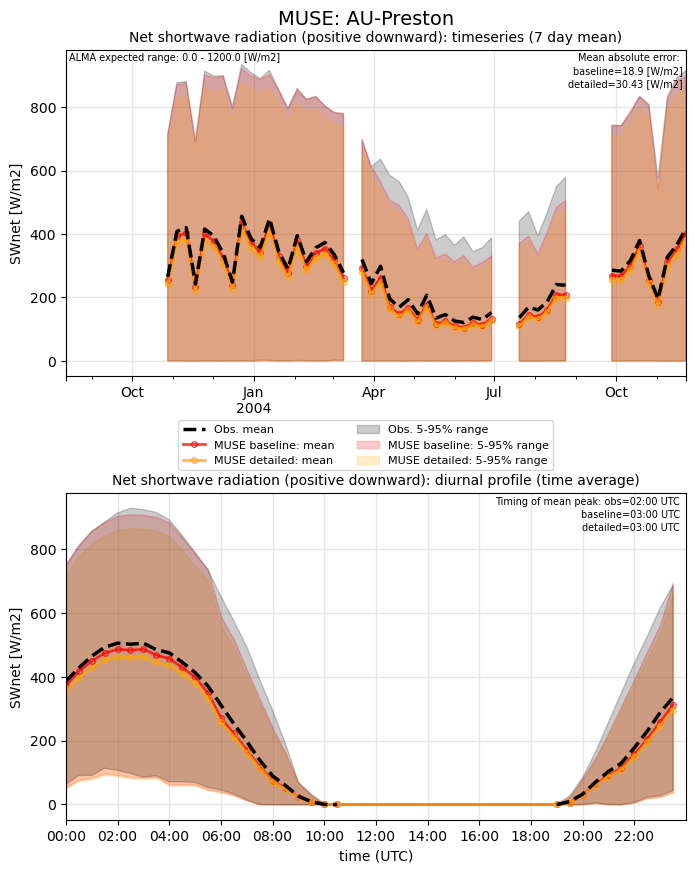 MUSE: AU-Preston
Net shortwave radiation (positive downward): timeseries (7 day mean)
ALMA expected range: 0.0 - 1200.0 [W/m2]
Mean absolute error:
baseline=18.9 [W/m2]
detailed=30.43 [W/m2]
SWnet [W/m2]
800
600
400
200
0
Oct
Jan
2004
Apr
Jul
Oct
Obs. mean
MUSE baseline: mean
MUSE detailed: mean
Obs. 5-95% range
MUSE baseline: 5-95% range
MUSE detailed: 5-95% range
Net shortwave radiation (positive downward): diurnal profile (time average)
Timing of mean peak: obs=02:00 UTC
baseline=03:00 UTC
detailed=03:00 UTC
SWnet [W/m2]
800
600
400
200
0
00:00 02:00 04:00 06:00 08:00 10:00 12:00 14:00 16:00 18:00 20:00 22:00
time (UTC)